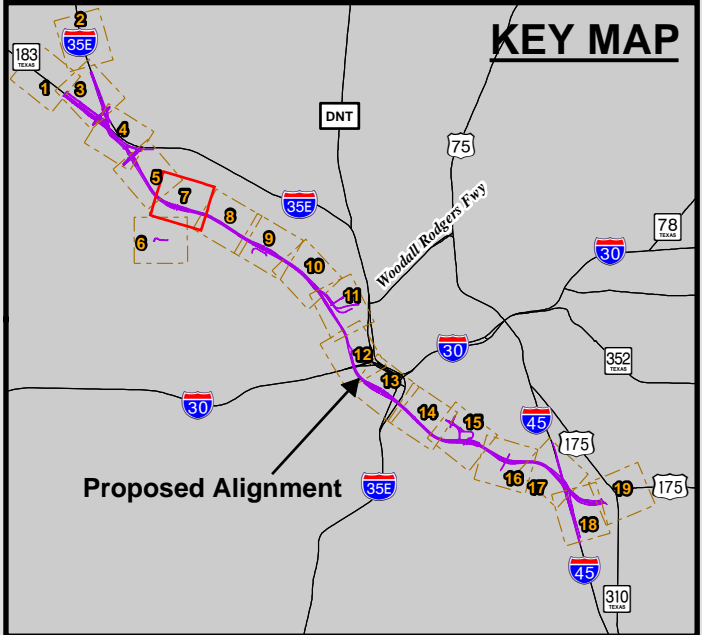 KEY MAP
2
35E
183
TEXAS
1
3
4
DNT
75
5
7
35E
Woodall Rodgers Fwy
78
TEXAS
6
8
9
30
10
11
12
30
352
TEXAS
13
30
14
15
45
175
Proposed Alignment
35E
16
17
19
175
18
45
310
TEXAS